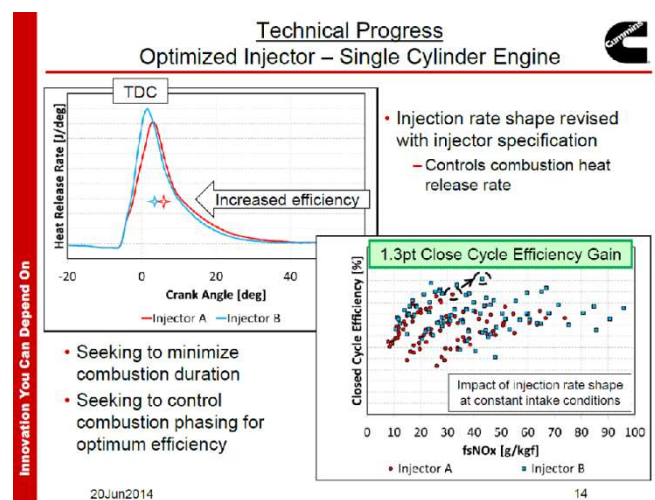 Technical Progress
Optimized Injector – Single Cylinder Engine
Cummins
TDC
Heat Release Rate [J/deg]
Increased efficiency
-20 0 20 40
Crank Angle [deg]
Injector A Injector B
• Injection rate shape revised
with injector specification
– Controls combustion heat
release rate
1.3pt Close Cycle Efficiency Gain
Closed Cycle Efficiency [%]
Impact of injection rate shape
at constant intake conditions
0 10 20 30 40 50 60 70 80 90 100
fsNOx [g/kgf]
Injector A Injector B
• Seeking to minimize
combustion duration
• Seeking to control
combustion phasing for
optimum efficiency
Innovation You Can Depend On
20Jun2014
14